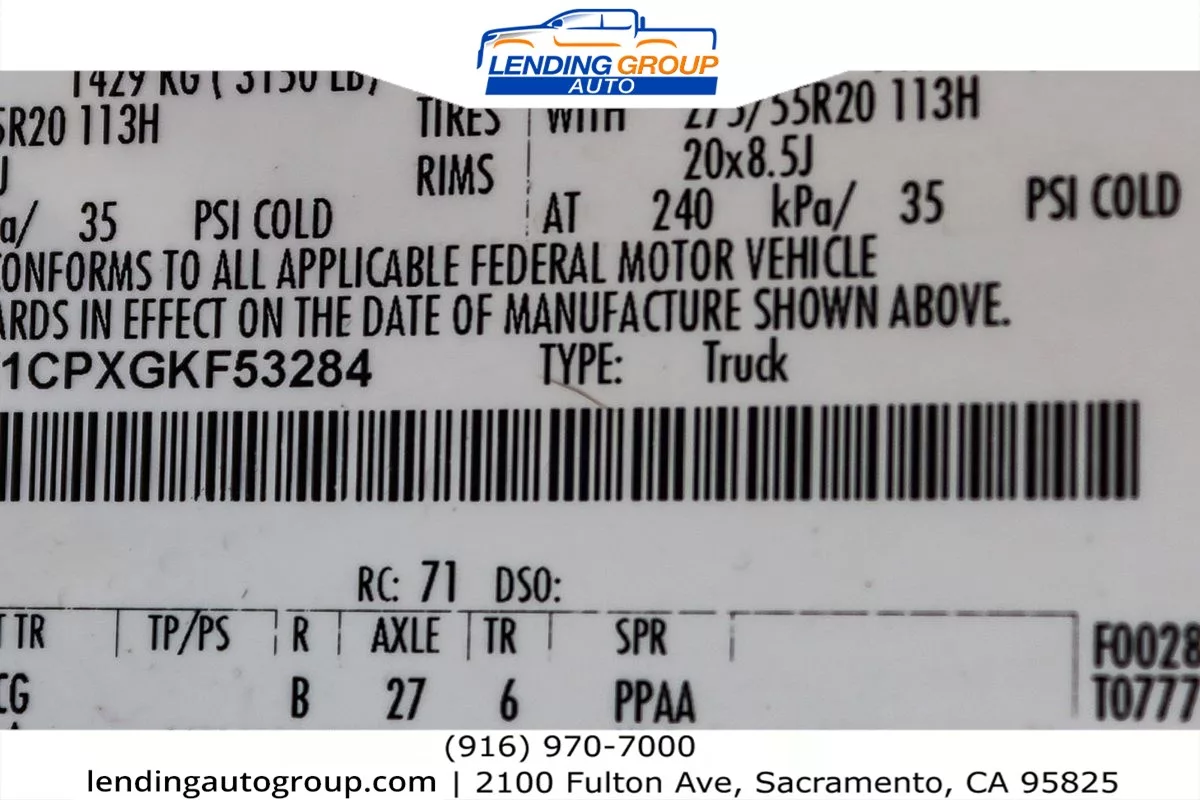 LENDING GROUP
AUTO
1429 KG ( 3150 LB)
5R20 113H TIRES WITH 275/55R20 113H
J RIMS 20x8.5J
a/ 35 PSI COLD AT 240 kPa/ 35 PSI COLD
CONFORMS TO ALL APPLICABLE FEDERAL MOTOR VEHICLE
ARDS IN EFFECT ON THE DATE OF MANUFACTURE SHOWN ABOVE.
1CPXGKF53284 TYPE: Truck
RC: 71 DSO:
T TR TP/PS R AXLE TR SPR F0028
CG B 27 6 PPAA T0777
(916) 970-7000
lendingautogroup.com | 2100 Fulton Ave, Sacramento, CA 95825